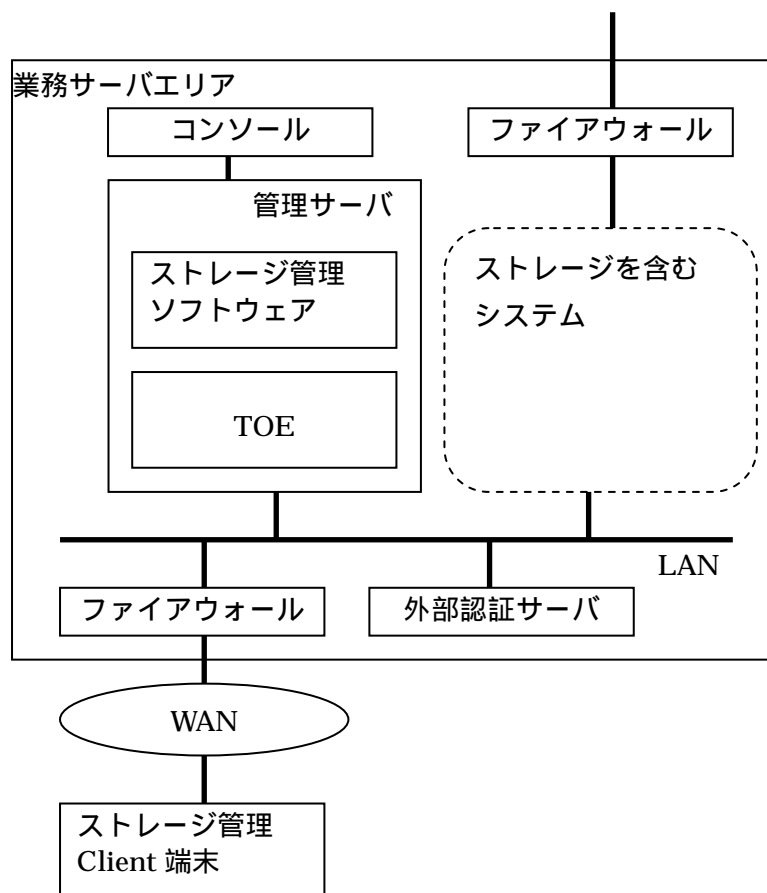 業務サーバエリア
コンソール
ファイアウォール
管理サーバ
ストレージ管理
ソフトウェア
ストレージを含む
システム
TOE
LAN
ファイアウォール
外部認証サーバ
WAN
ストレージ管理
Client 端末